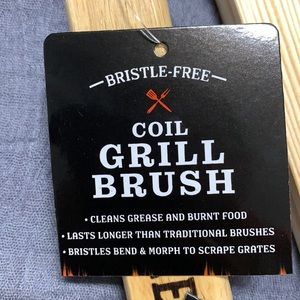 BRISTLE-FREE
COIL
GRILL
BRUSH
• CLEANS GREASE AND BURNT FOOD
• LASTS LONGER THAN TRADITIONAL BRUSHES
• BRISTLES BEND & MORPH TO SCRAPE GRATES